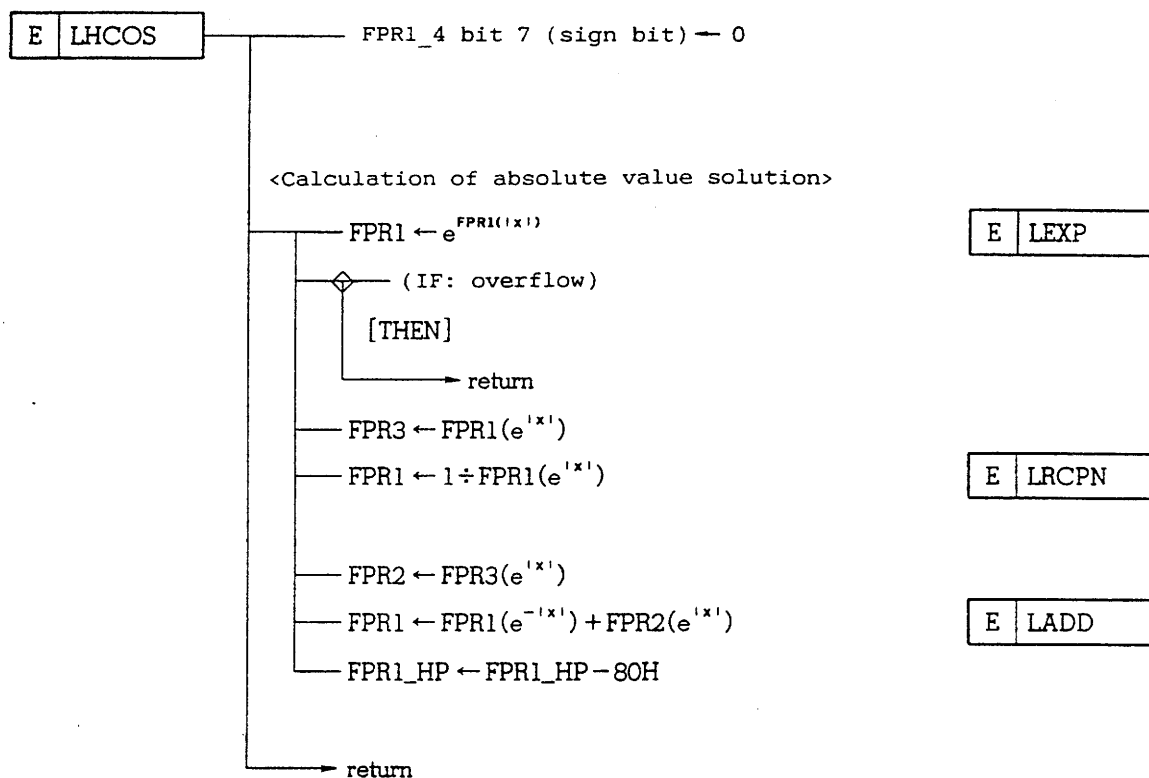 E LHCOS FPR1_4 bit 7 (sign bit) ← 0
<Calculation of absolute value solution>
FPR1 ← e^FPR1(|x|) E LEXP
T (IF: overflow)
[THEN]
return
FPR3 ← FPR1(e^|x|)
FPR1 ← 1÷FPR1(e^|x|) E LRCPN
FPR2 ← FPR3(e^|x|)
FPR1 ← FPR1(e^-|x|)+FPR2(e^|x|) E LADD
FPR1_HP ← FPR1_HP−80H
return